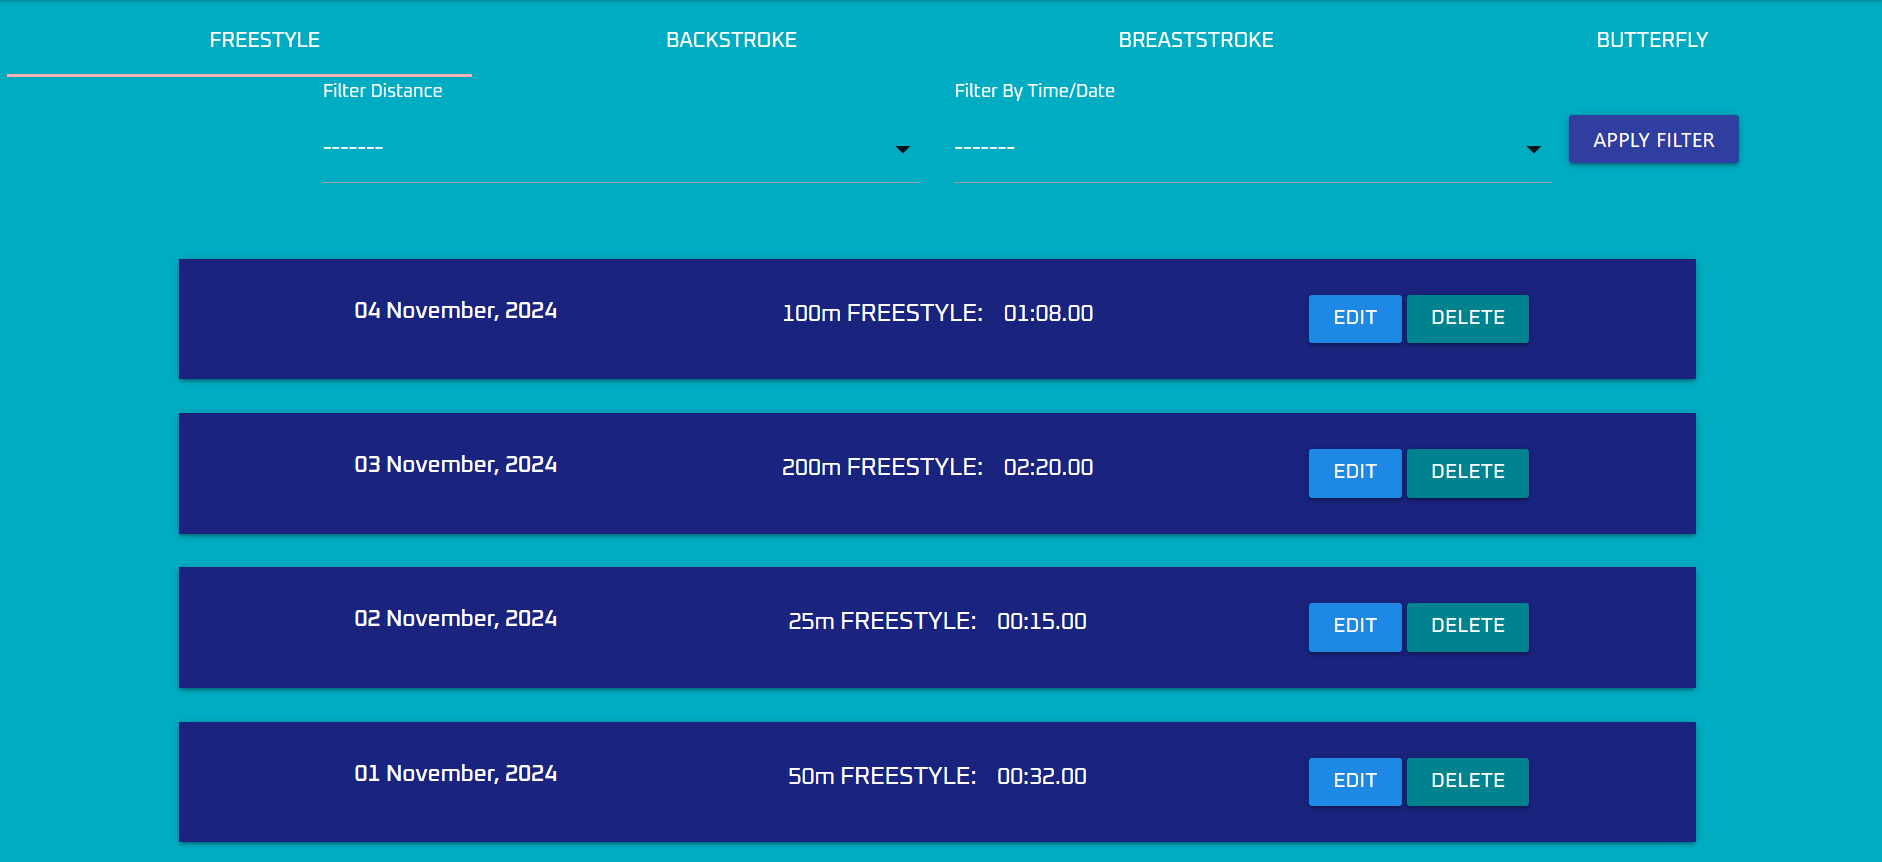 FREESTYLE BACKSTROKE BREASTSTROKE BUTTERFLY
Filter Distance Filter By Time/Date
------- ------- APPLY FILTER
04 November, 2024 100m FREESTYLE: 01:08.00 EDIT DELETE
03 November, 2024 200m FREESTYLE: 02:20.00 EDIT DELETE
02 November, 2024 25m FREESTYLE: 00:15.00 EDIT DELETE
01 November, 2024 50m FREESTYLE: 00:32.00 EDIT DELETE